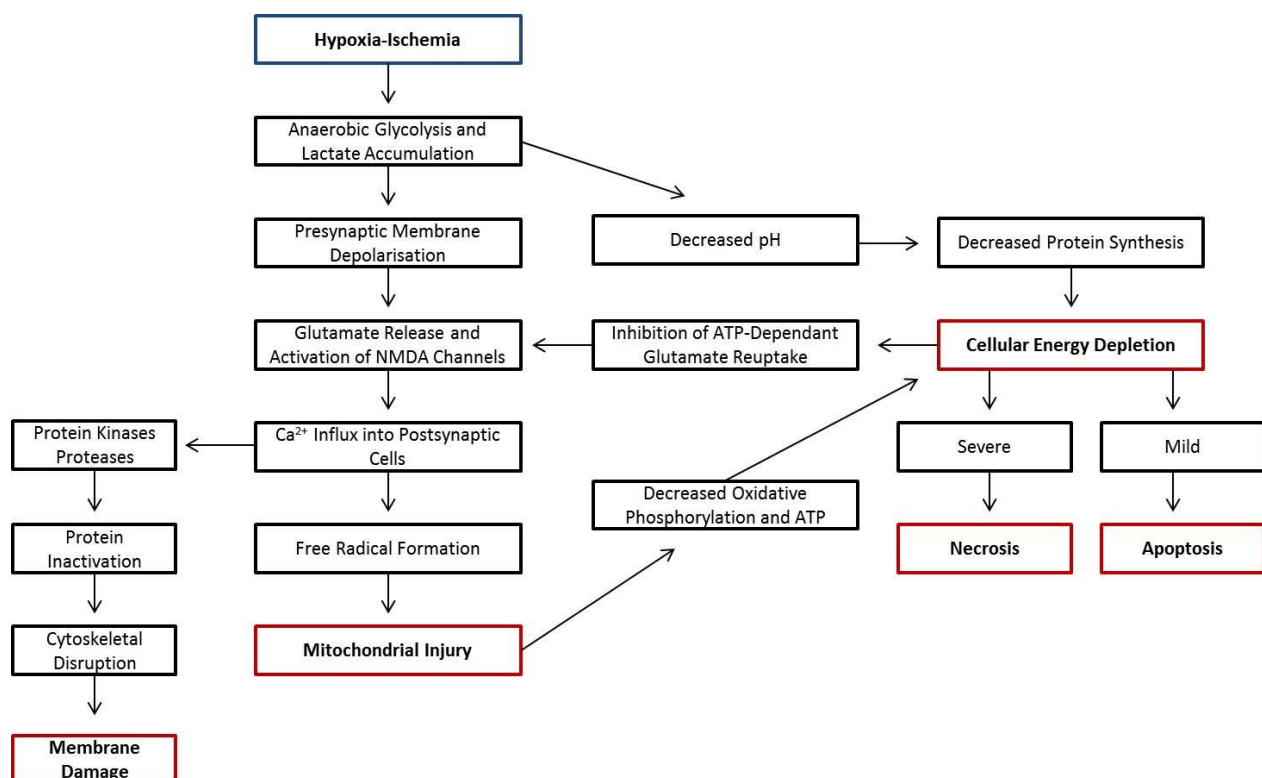 Hypoxia-Ischemia
Anaerobic Glycolysis and
Lactate Accumulation
Presynaptic Membrane
Depolarisation
Decreased pH
Decreased Protein Synthesis
Glutamate Release and
Activation of NMDA Channels
Inhibition of ATP-Dependant
Glutamate Reuptake
Cellular Energy Depletion
Protein Kinases
Proteases
Ca²⁺ Influx into Postsynaptic
Cells
Severe
Mild
Decreased Oxidative
Phosphorylation and ATP
Protein
Inactivation
Free Radical Formation
Necrosis
Apoptosis
Cytoskeletal
Disruption
Mitochondrial Injury
Membrane
Damage